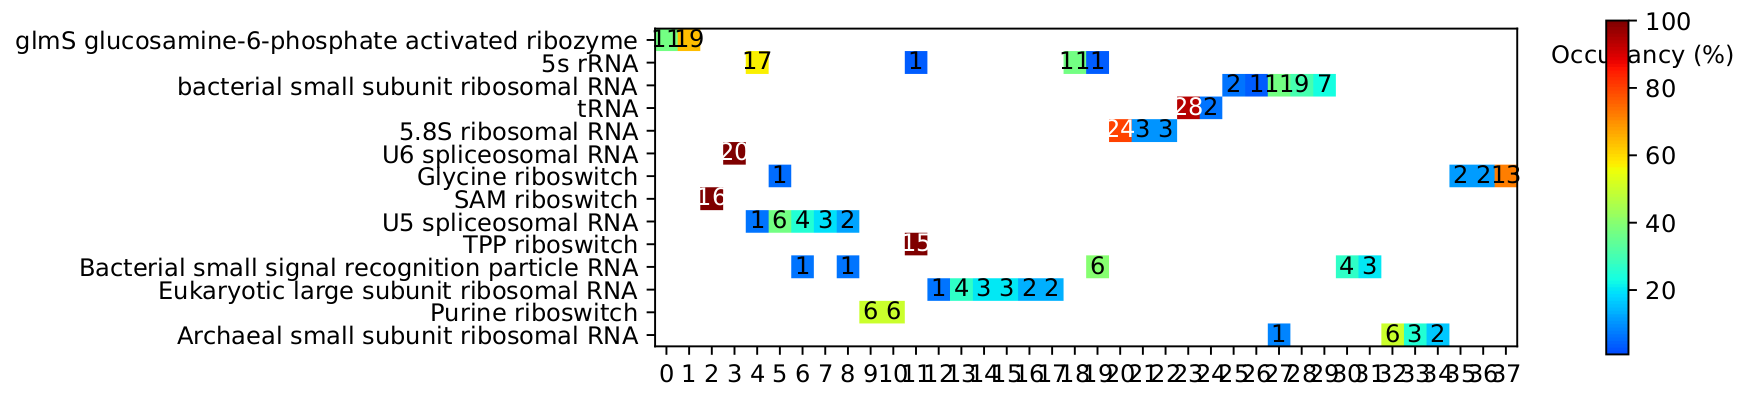 glmS glucosamine-6-phosphate activated ribozyme 11 19
5s rRNA 17 1 11 1
bacterial small subunit ribosomal RNA 2 1 11 9 7
tRNA 28 2
5.8S ribosomal RNA 24 3 3
U6 spliceosomal RNA 20
Glycine riboswitch 1 2 2 13
SAM riboswitch 16
U5 spliceosomal RNA 1 6 4 3 2
TPP riboswitch 15
Bacterial small signal recognition particle RNA 1 1 6 4 3
Eukaryotic large subunit ribosomal RNA 1 4 3 3 2 2
Purine riboswitch 6 6
Archaeal small subunit ribosomal RNA 1 6 3 2
0 1 2 3 4 5 6 7 8 9 10 11 12 13 14 15 16 17 18 19 20 21 22 23 24 25 26 27 28 29 30 31 32 33 34 35 36 37
100
Occupancy (%)
80
60
40
20